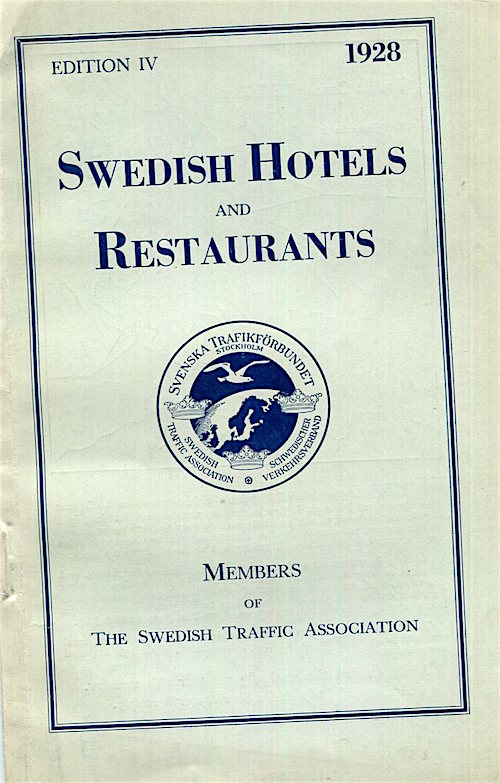 EDITION IV
1928
SWEDISH HOTELS
AND
RESTAURANTS
SVENSKA TRAFIKFÖRBUNDET
STOCKHOLM
SWEDISH
TRAFFIC ASSOCIATION
SCHWEDISCHER
VERKEHRSVERBAND
MEMBERS
OF
THE SWEDISH TRAFFIC ASSOCIATION